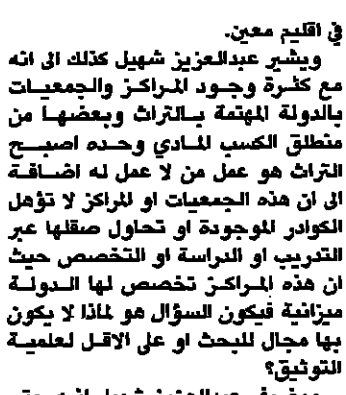 في اقليم معين.
ويشير عبدالعزيز شهيل كذلك الى انه
مع كثرة وجود المراكز والجمعيات
بالدولة المهتمة بالتراث وبعضها من
منطلق الكسب المادي وحده اصبح
التراث هو عمل من لا عمل له اضافة
الى ان هذه الجمعيات او المراكز لا تؤهل
الكوادر الموجودة او تحاول صقلها عبر
التدريب او الدراسة او التخصص حيث
ان هذه المراكز تخصص لها الدولة
ميزانية فيكون السؤال هو لماذا لا يكون
بها مجال للبحث او على الاقل لعلمية
التوثيق؟